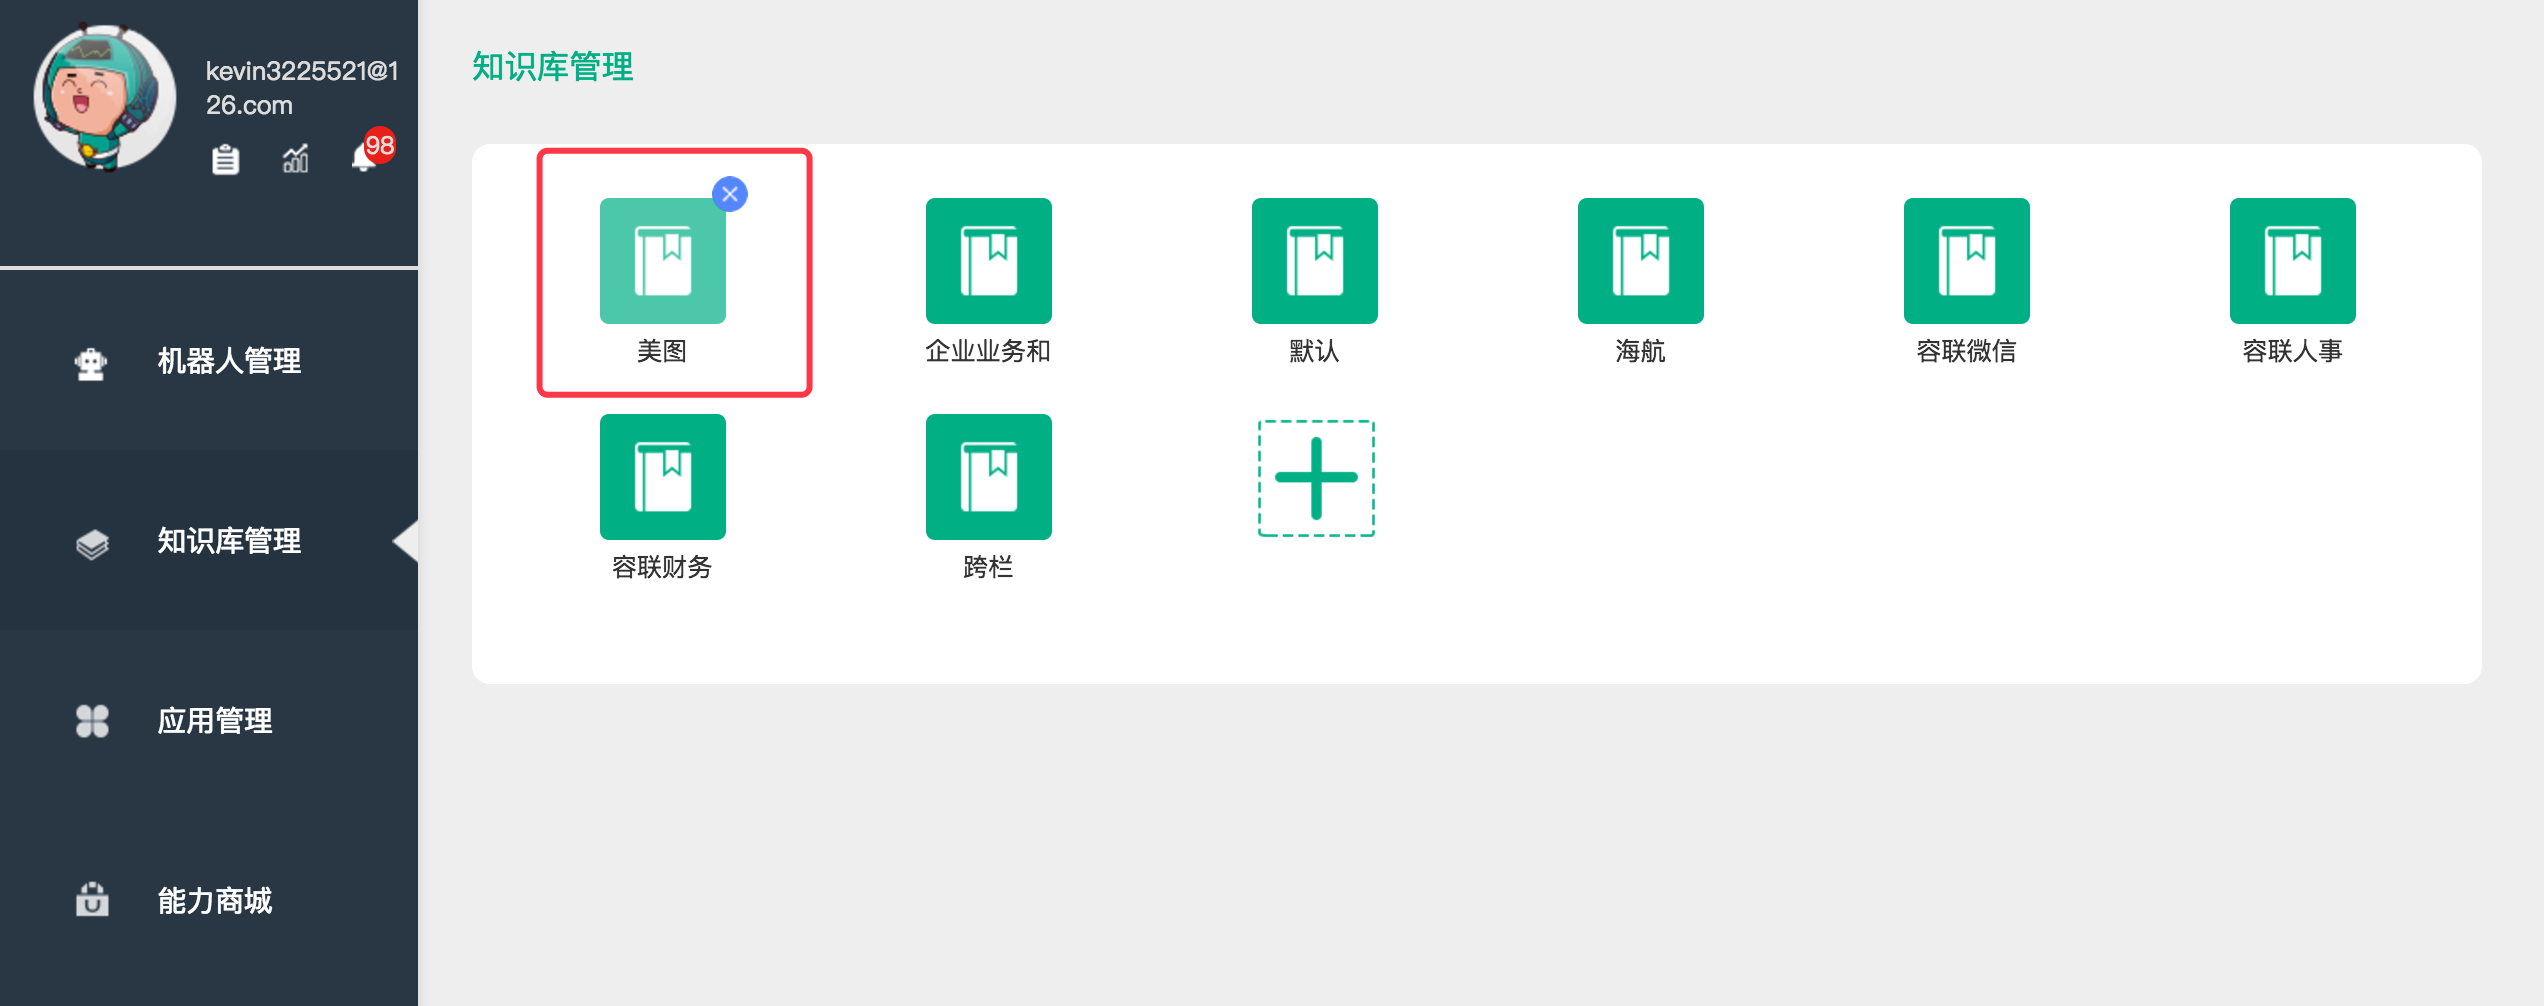 kevin3225521@1
26.com
98
机器人管理
知识库管理
应用管理
能力商城
知识库管理
美图
企业业务和
默认
海航
容联微信
容联人事
容联财务
跨栏